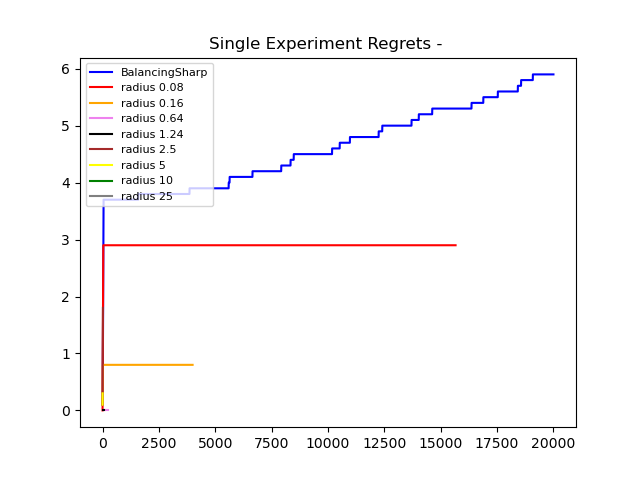 Single Experiment Regrets -
BalancingSharp
radius 0.08
radius 0.16
radius 0.64
radius 1.24
radius 2.5
radius 5
radius 10
radius 25
6
5
4
3
2
1
0
0 2500 5000 7500 10000 12500 15000 17500 20000